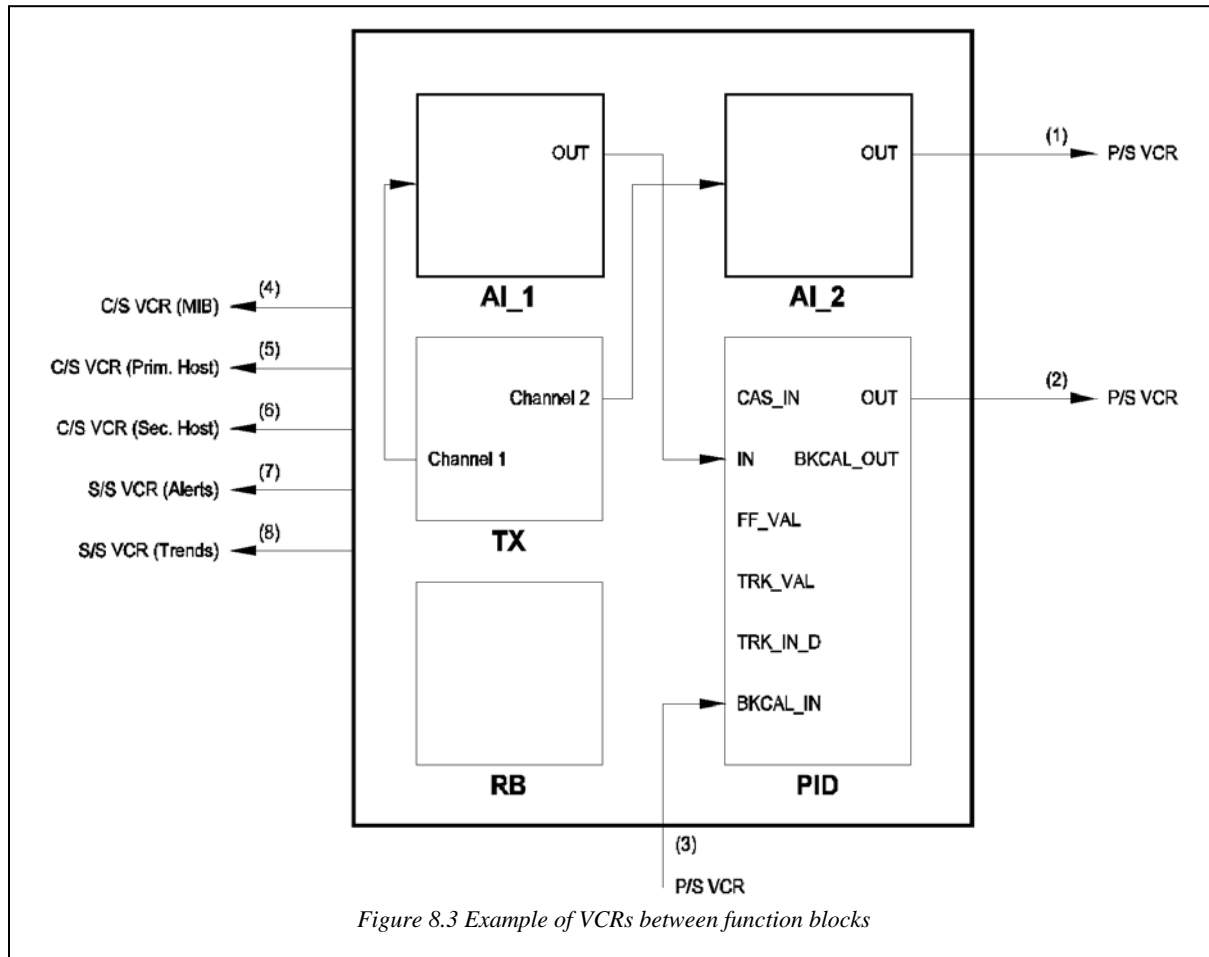 OUT
OUT
(1)
P/S VCR
AI_1
AI_2
(4)
C/S VCR (MIB)
(5)
C/S VCR (Prim. Host)
(6)
C/S VCR (Sec. Host)
(7)
S/S VCR (Alerts)
(8)
S/S VCR (Trends)
Channel 2
Channel 1
TX
RB
CAS_IN
OUT
(2)
P/S VCR
IN
BKCAL_OUT
FF_VAL
TRK_VAL
TRK_IN_D
BKCAL_IN
PID
(3)
P/S VCR
Figure 8.3 Example of VCRs between function blocks